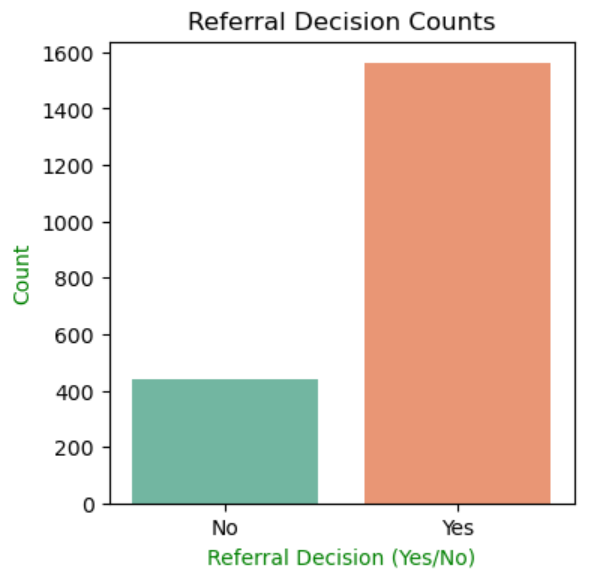 Referral Decision Counts
1600
1400
1200
1000
800
600
400
200
0
Count
No Yes
Referral Decision (Yes/No)